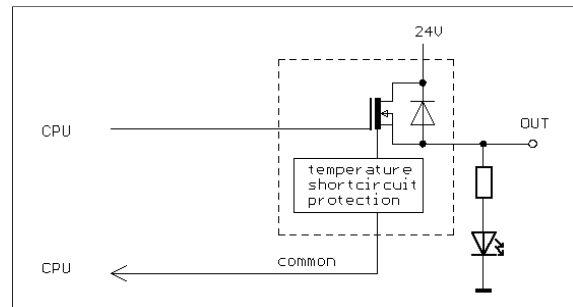 24V
CPU
OUT
temperature
shortcircuit
protection
common
CPU